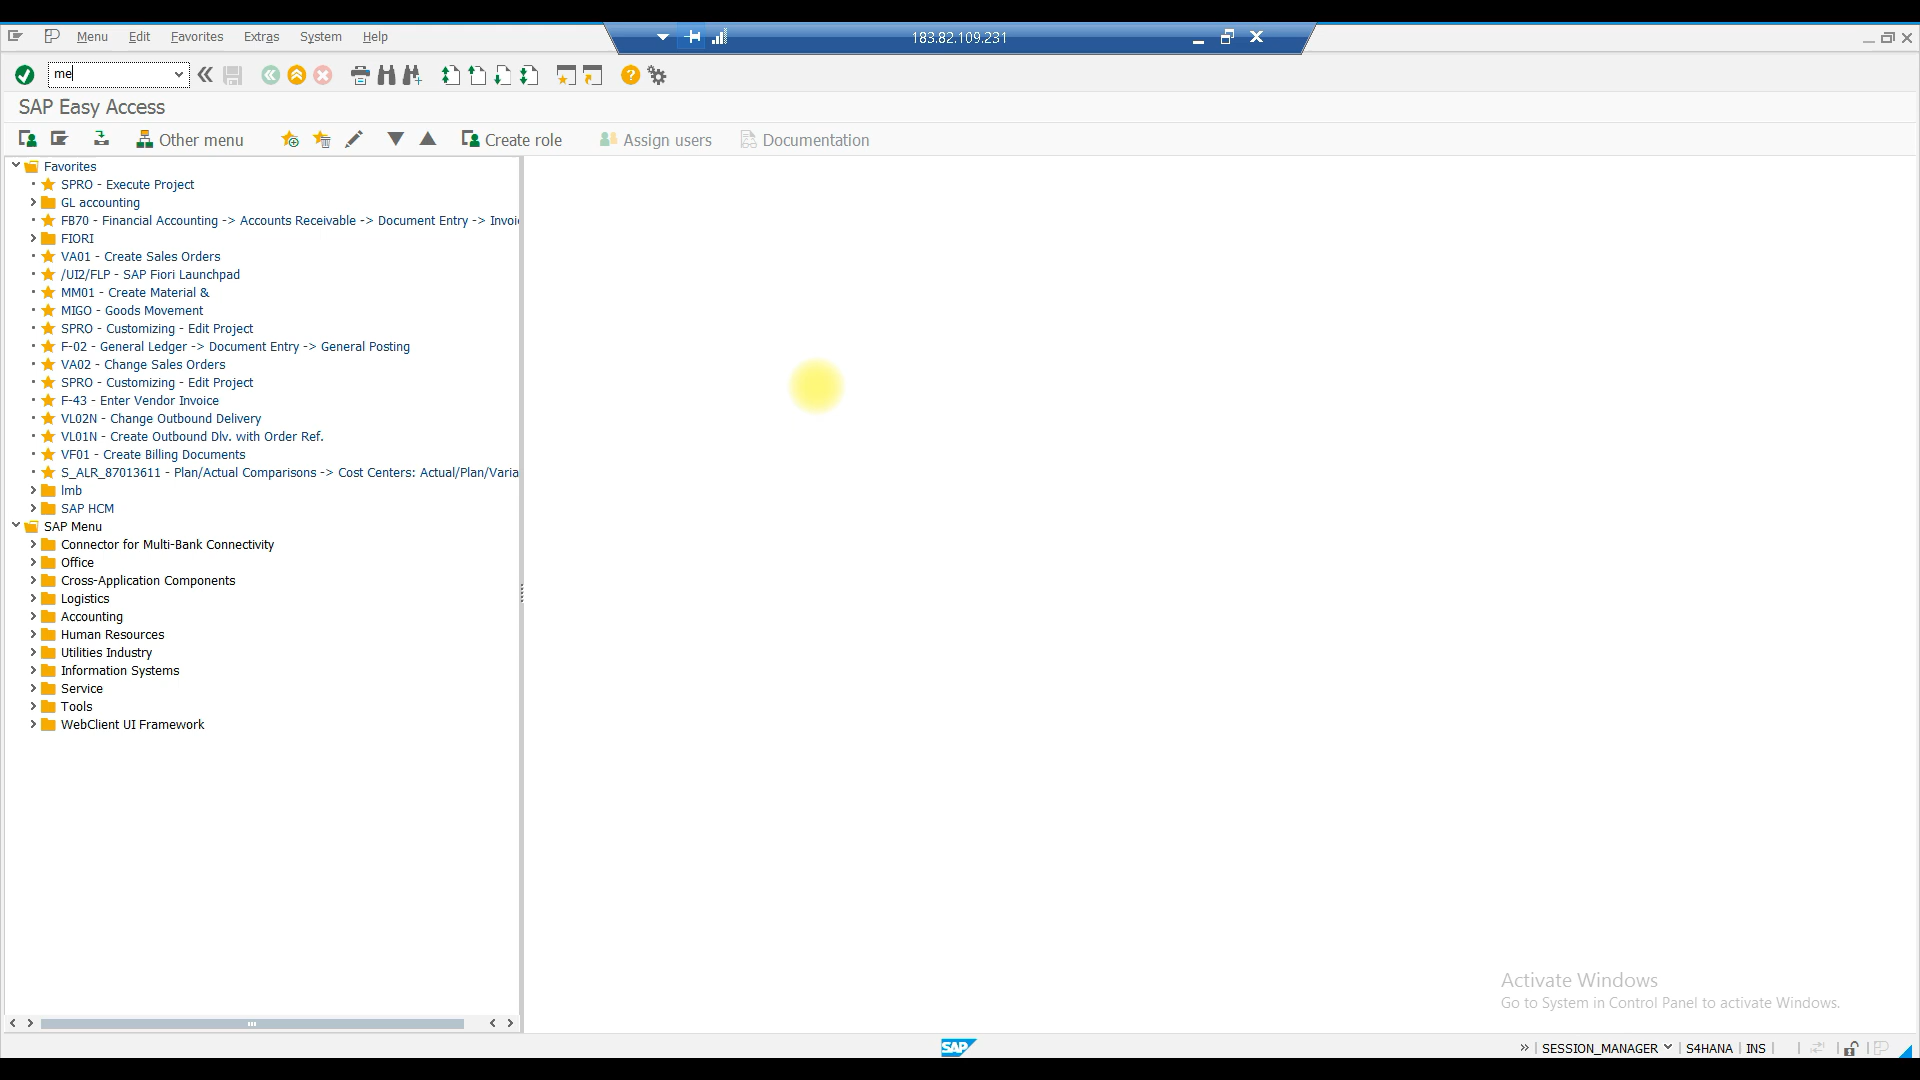 Menu Edit Favorites Extras System Help
183.82.109.231
me
SAP Easy Access
Other menu Create role Assign users Documentation
Favorites
SPRO - Execute Project
GL accounting
FB70 - Financial Accounting -> Accounts Receivable -> Document Entry -> Invoi
FIORI
VA01 - Create Sales Orders
/UI2/FLP - SAP Fiori Launchpad
MM01 - Create Material &
MIGO - Goods Movement
SPRO - Customizing - Edit Project
F-02 - General Ledger -> Document Entry -> General Posting
VA02 - Change Sales Orders
SPRO - Customizing - Edit Project
F-43 - Enter Vendor Invoice
VL02N - Change Outbound Delivery
VL01N - Create Outbound Dlv. with Order Ref.
VF01 - Create Billing Documents
S_ALR_87013611 - Plan/Actual Comparisons -> Cost Centers: Actual/Plan/Varia
lmb
SAP HCM
SAP Menu
Connector for Multi-Bank Connectivity
Office
Cross-Application Components
Logistics
Accounting
Human Resources
Utilities Industry
Information Systems
Service
Tools
WebClient UI Framework
Activate Windows
Go to System in Control Panel to activate Windows.
SAP
SESSION_MANAGER S4HANA INS